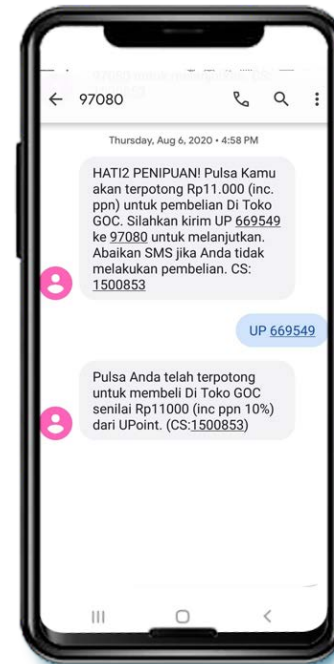 97080
Thursday, Aug 6, 2020 • 4:58 PM
HATI2 PENIPUAN! Pulsa Kamu
akan terpotong Rp11.000 (inc.
ppn) untuk pembelian Di Toko
GOC. Silahkan kirim UP 669549
ke 97080 untuk melanjutkan.
Abaikan SMS jika Anda tidak
melakukan pembelian. CS:
1500853
UP 669549
Pulsa Anda telah terpotong
untuk membeli Di Toko GOC
senilai Rp11000 (inc ppn 10%)
dari UPoint. (CS:1500853)